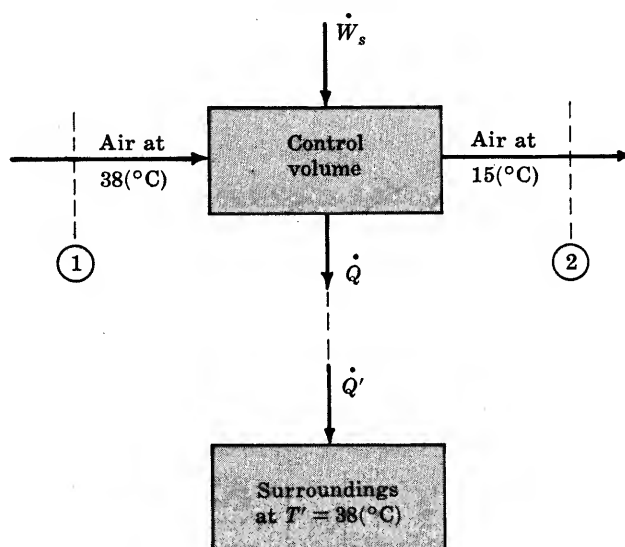 Ẇₛ
Air at
38(°C)
Control
volume
Air at
15(°C)
1
2
Q̇
Q̇′
Surroundings
at T′ = 38(°C)